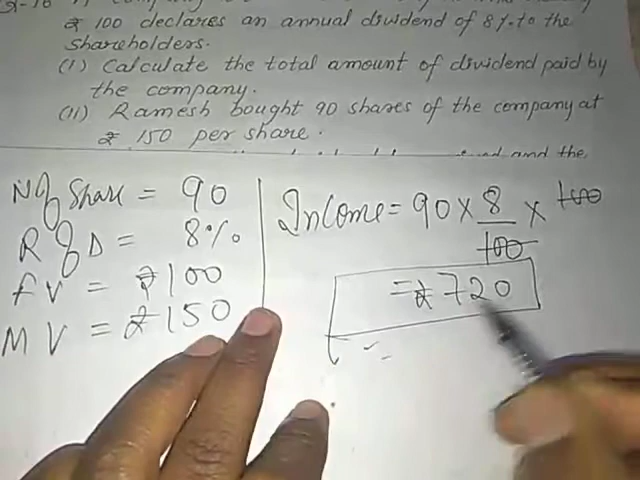 ₹ 100 declares an annual dividend of 8% to the
shareholders.
(i) Calculate the total amount of dividend paid by
the company.
(ii) Ramesh bought 90 shares of the company at
₹ 150 per share.
and the
N of Share = 90
R of D = 8%
FV = ₹100
MV = ₹150
Income = 90 × 8/100 × 100
= ₹720